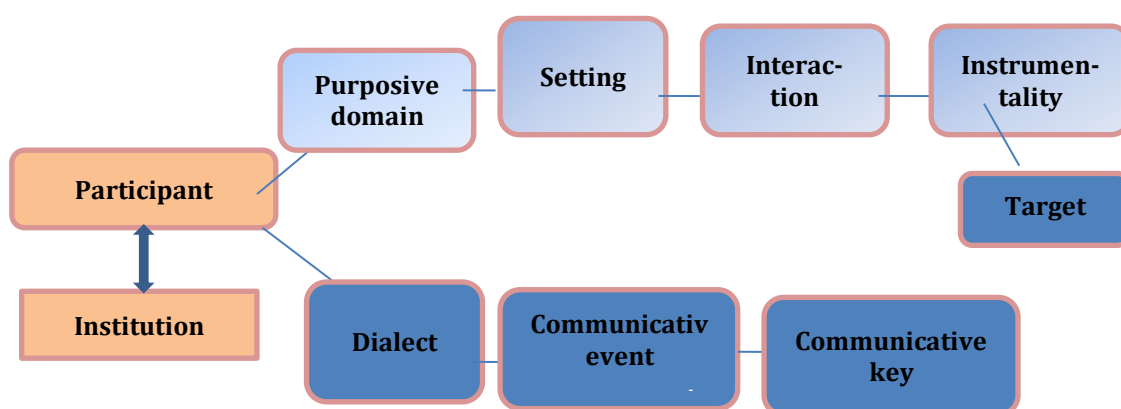 Purposive
domain
Setting
Interac-
tion
Instrumen-
tality
Participant
Target
Institution
Dialect
Communicativ
event
-
Communicative
key